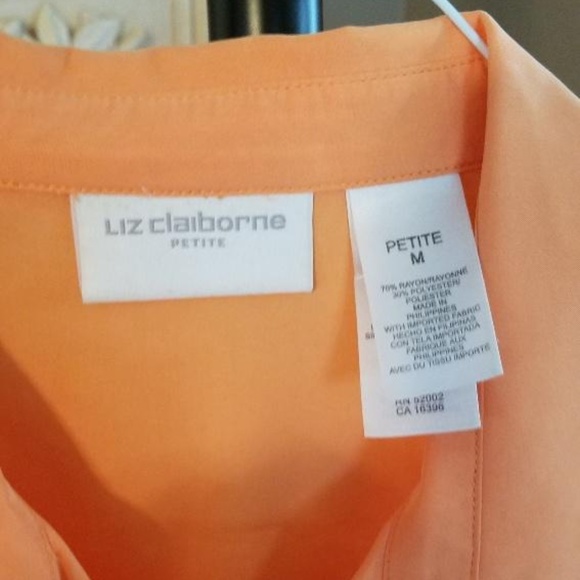 LIZ claiborne
PETITE
PETITE
M
70% RAYON/RAYONNE
30% POLYESTER/
POLIESTER
MADE IN
PHILIPPINES
WITH IMPORTED FABRIC
HECHO EN FILIPINAS
CON TELA IMPORTADA
FABRIQUE AUX
PHILIPPINES
AVEC DU TISSU IMPORTE
RN 52002
CA 16396